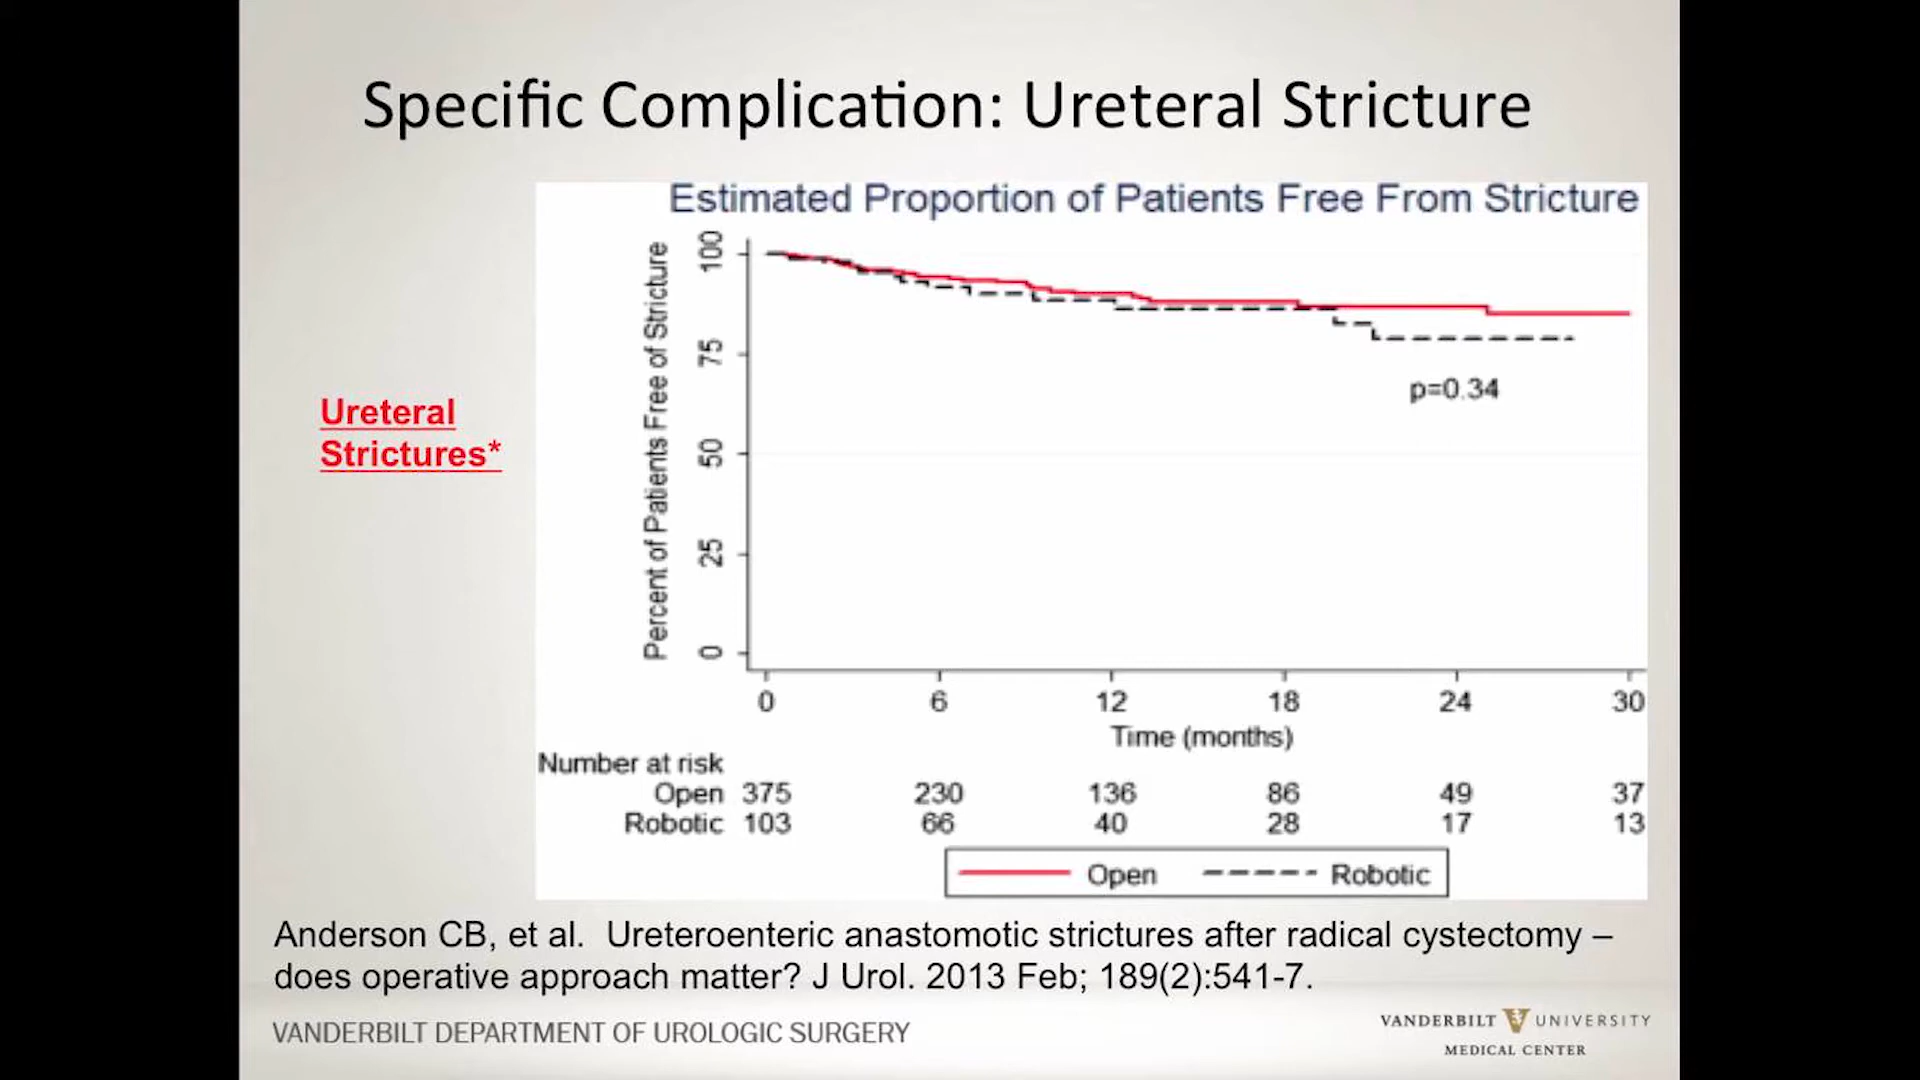 Specific Complication: Ureteral Stricture
Ureteral
Strictures*
Estimated Proportion of Patients Free From Stricture
Percent of Patients Free of Stricture
100
75
50
25
0
p=0.34
0 6 12 18 24 30
Time (months)
Number at risk
Open 375 230 136 86 49 37
Robotic 103 66 40 28 17 13
Open Robotic
Anderson CB, et al. Ureteroenteric anastomotic strictures after radical cystectomy –
does operative approach matter? J Urol. 2013 Feb; 189(2):541-7.
VANDERBILT DEPARTMENT OF UROLOGIC SURGERY
VANDERBILT UNIVERSITY
MEDICAL CENTER